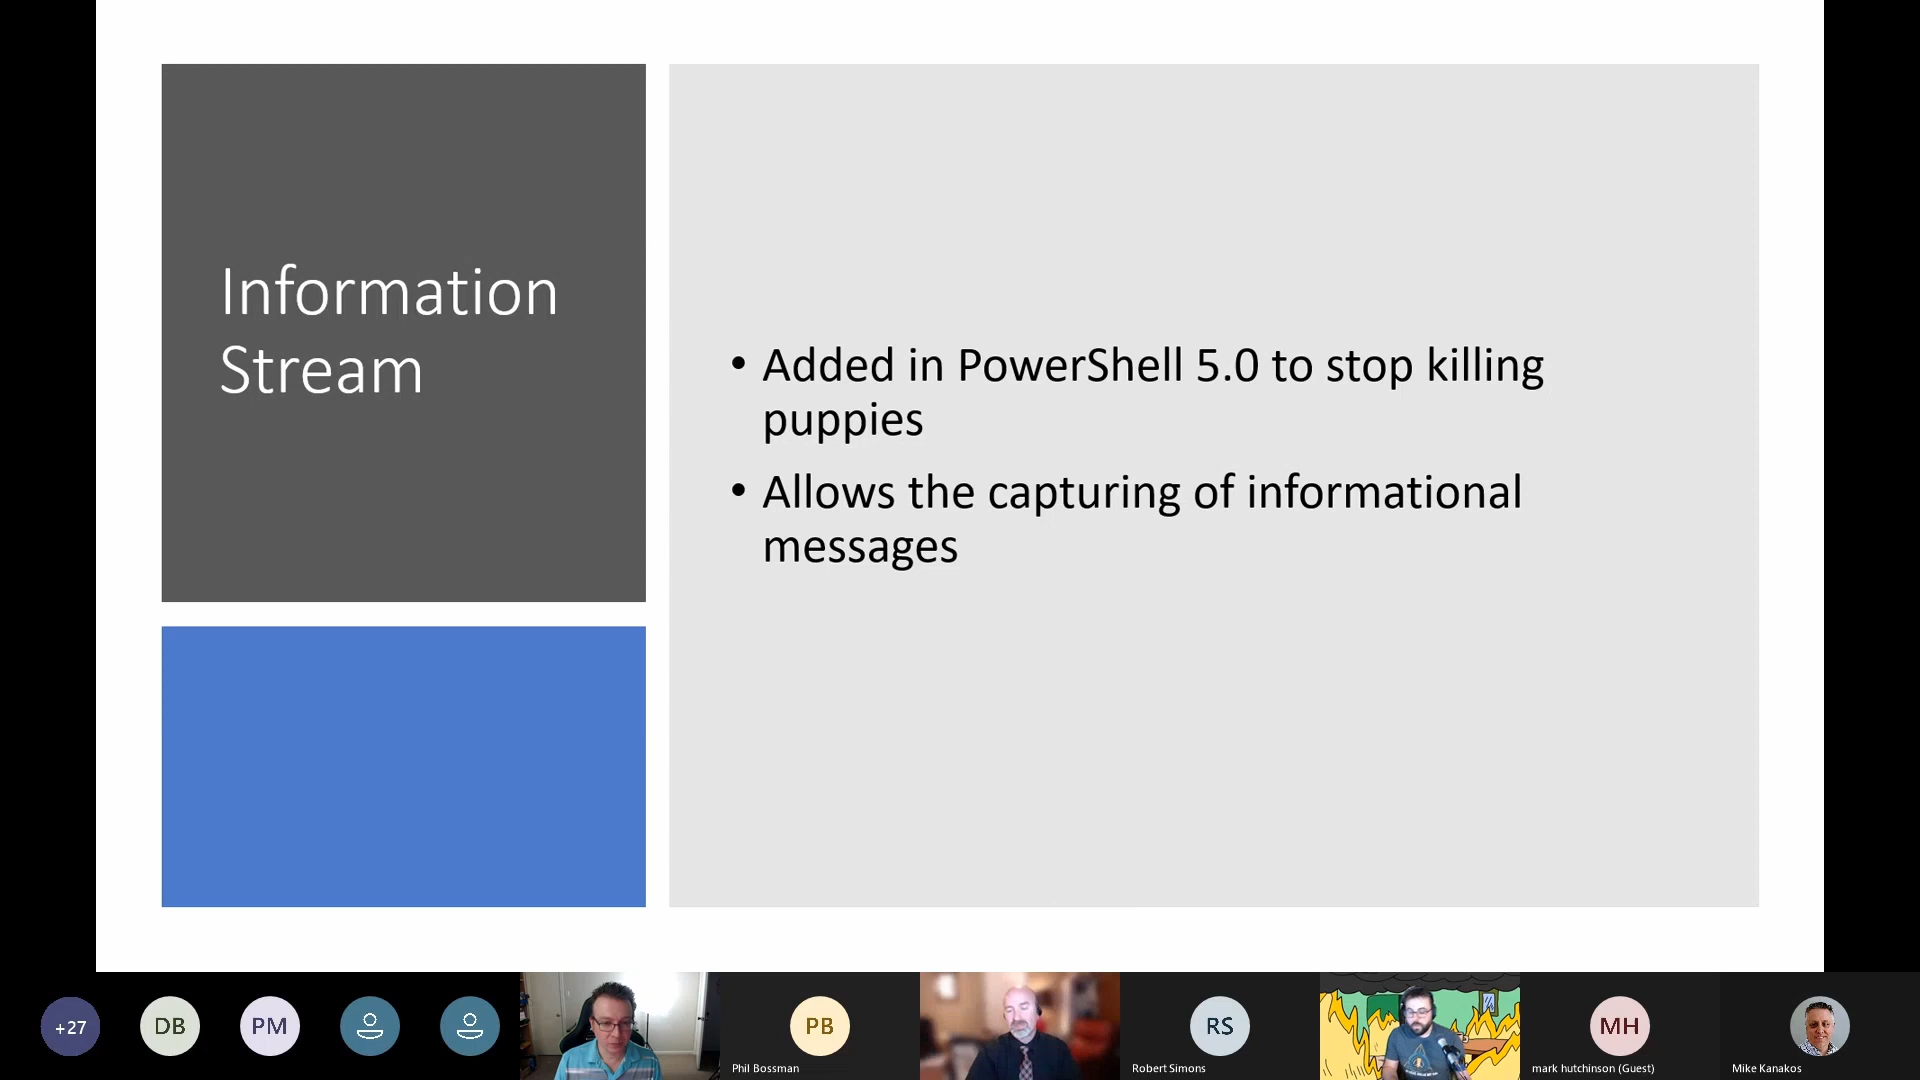 Information
Stream
• Added in PowerShell 5.0 to stop killing
puppies
• Allows the capturing of informational
messages
+27
DB
PM
PB
Phil Bossman
RS
Robert Simons
MH
mark hutchinson (Guest)
Mike Kanakos